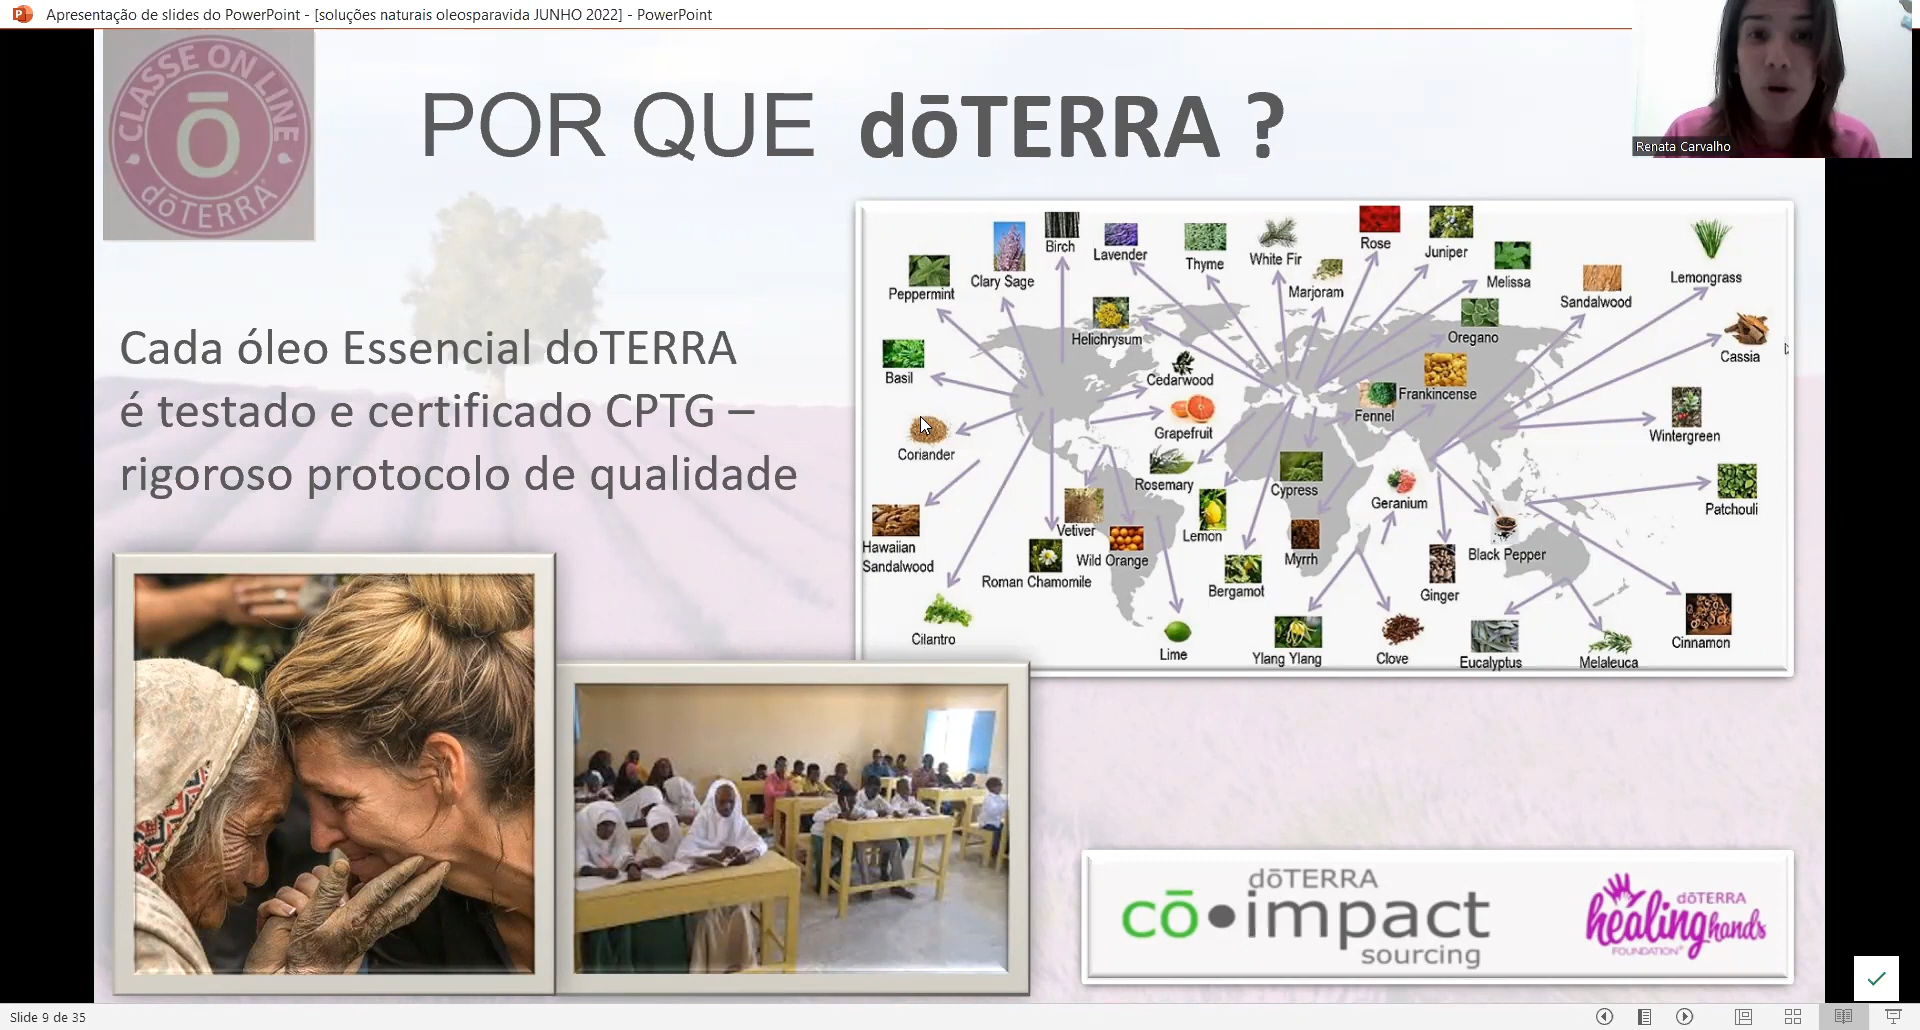 Apresentação de slides do PowerPoint - [soluções naturais oleosparavida JUNHO 2022] - PowerPoint
CLASSE ON LINE
ō
dōTERRA
POR QUE dōTERRA ?
Renata Carvalho
Cada óleo Essencial doTERRA
é testado e certificado CPTG –
rigoroso protocolo de qualidade
Peppermint
Clary Sage
Birch
Lavender
Thyme
White Fir
Marjoram
Rose
Juniper
Melissa
Sandalwood
Lemongrass
Basil
Helichrysum
Cedarwood
Oregano
Cassia
Coriander
Grapefruit
Fennel
Frankincense
Wintergreen
Hawaiian
Sandalwood
Vetiver
Rosemary
Cypress
Geranium
Patchouli
Roman Chamomile
Wild Orange
Lemon
Myrrh
Black Pepper
Bergamot
Ginger
Cilantro
Lime
Ylang Ylang
Clove
Eucalyptus
Melaleuca
Cinnamon
dōTERRA
cō•impact
sourcing
dōTERRA
healing hands
FOUNDATION®
Slide 9 de 35